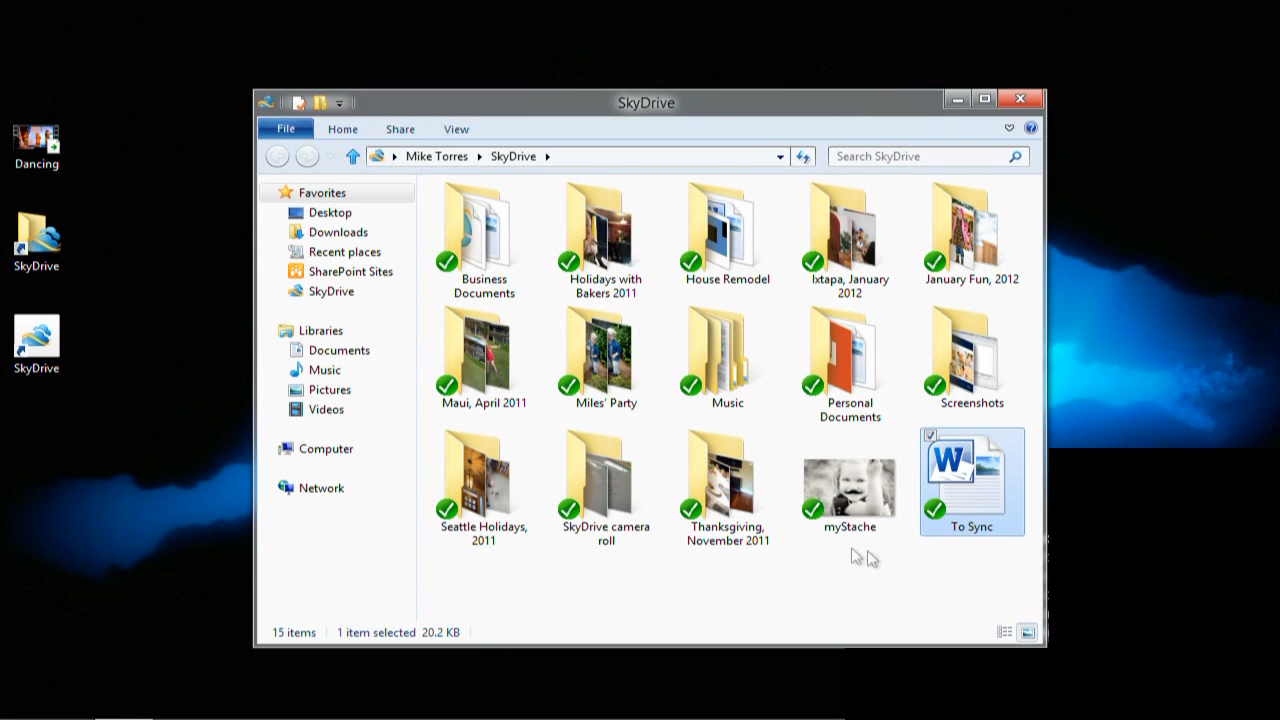 SkyDrive
File
Home
Share
View
Mike Torres
SkyDrive
Search SkyDrive
Dancing
SkyDrive
SkyDrive
Favorites
Desktop
Downloads
Recent places
SharePoint Sites
SkyDrive
Libraries
Documents
Music
Pictures
Videos
Computer
Network
Business
Documents
Holidays with
Bakers 2011
House Remodel
Ixtapa, January
2012
January Fun, 2012
Maui, April 2011
Miles' Party
Music
Personal
Documents
Screenshots
Seattle Holidays,
2011
SkyDrive camera
roll
Thanksgiving,
November 2011
myStache
W
To Sync
15 items
1 item selected 20.2 KB